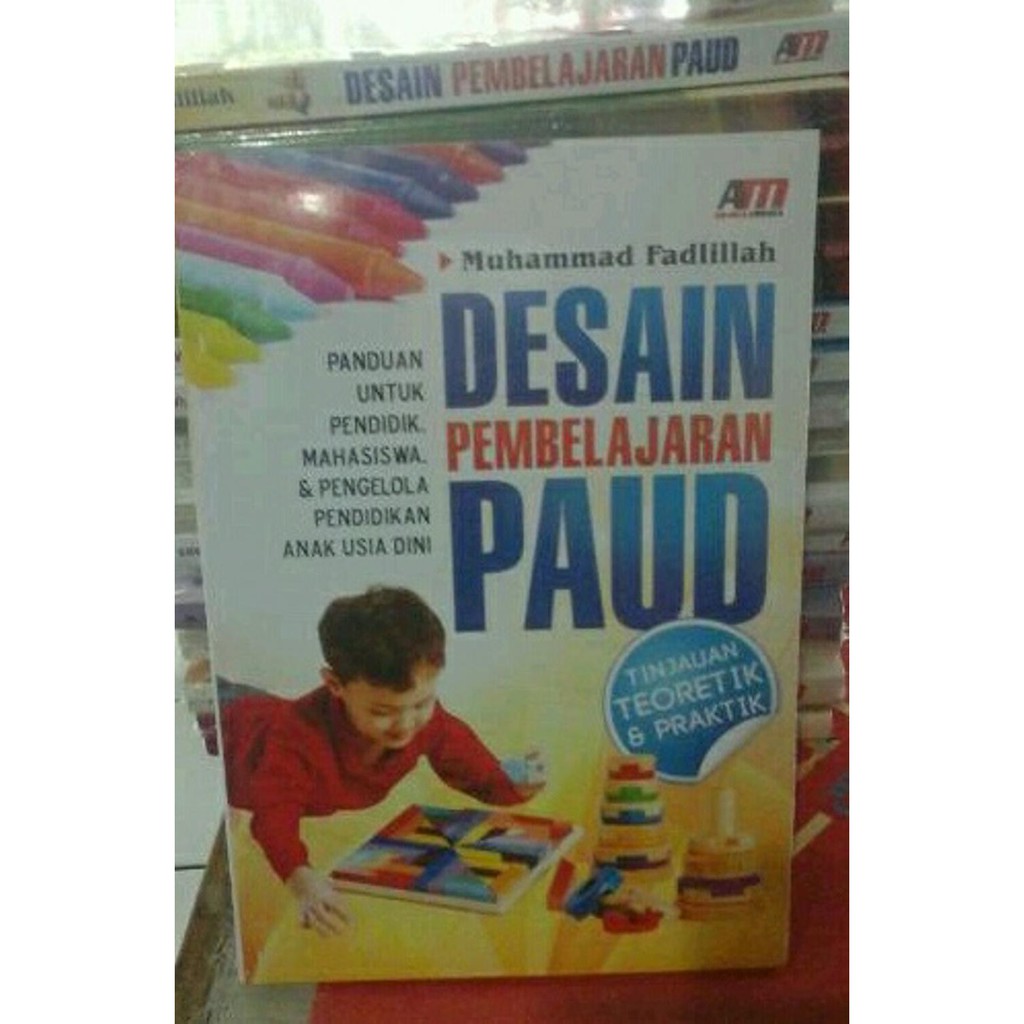 DESAIN PEMBELAJARAN PAUD
Muhammad Fadlillah
DESAIN
PEMBELAJARAN
PAUD
PANDUAN
UNTUK
PENDIDIK,
MAHASISWA,
& PENGELOLA
PENDIDIKAN
ANAK USIA DINI
TINJAUAN
TEORETIK
& PRAKTIK